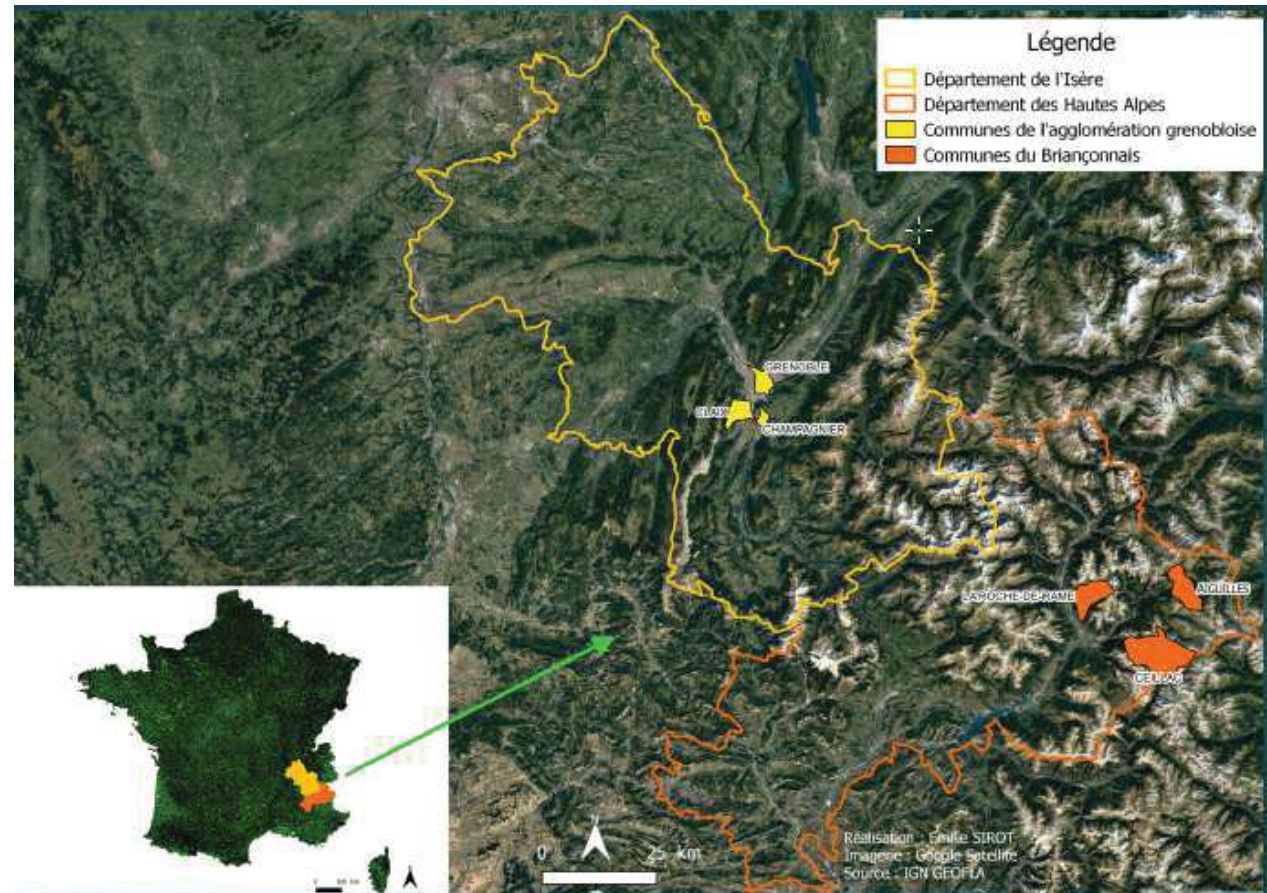 Légende
Département de l'Isère
Département des Hautes Alpes
Communes de l'agglomération grenobloise
Communes du Briançonnais
GRENOBLE
CLAIX
CHAMPAGNIER
LA ROCHE-DE-RAME
AIGUILLES
CEILLAC
N
0 25 km
Réalisation : Emilie SIROT
Imagerie : Google Satellite
Source : IGN GEOFLA